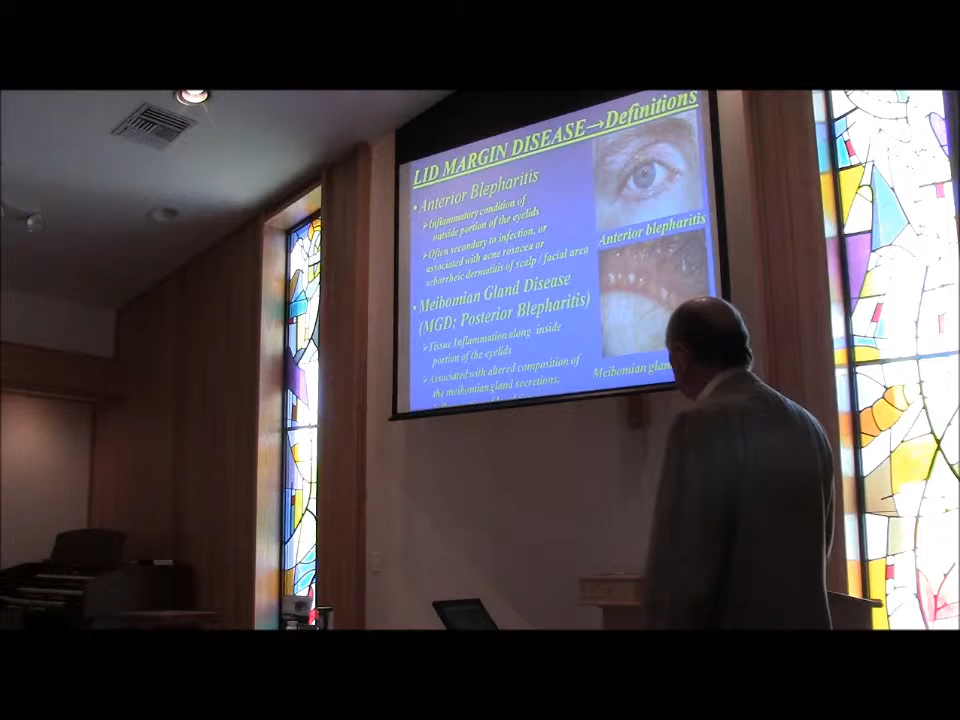 LID MARGIN DISEASE→Definitions
• Anterior Blepharitis
➢Inflammatory condition of
outside portion of the eyelids
➢Often secondary to infection, or
associated with acne rosacea or
seborrheic dermatitis of scalp / facial area
• Meibomian Gland Disease
(MGD; Posterior Blepharitis)
➢Tissue Inflammation along inside
portion of the eyelids
➢Associated with altered composition of
the meibomian gland secretions,
Anterior blepharitis
Meibomian gland